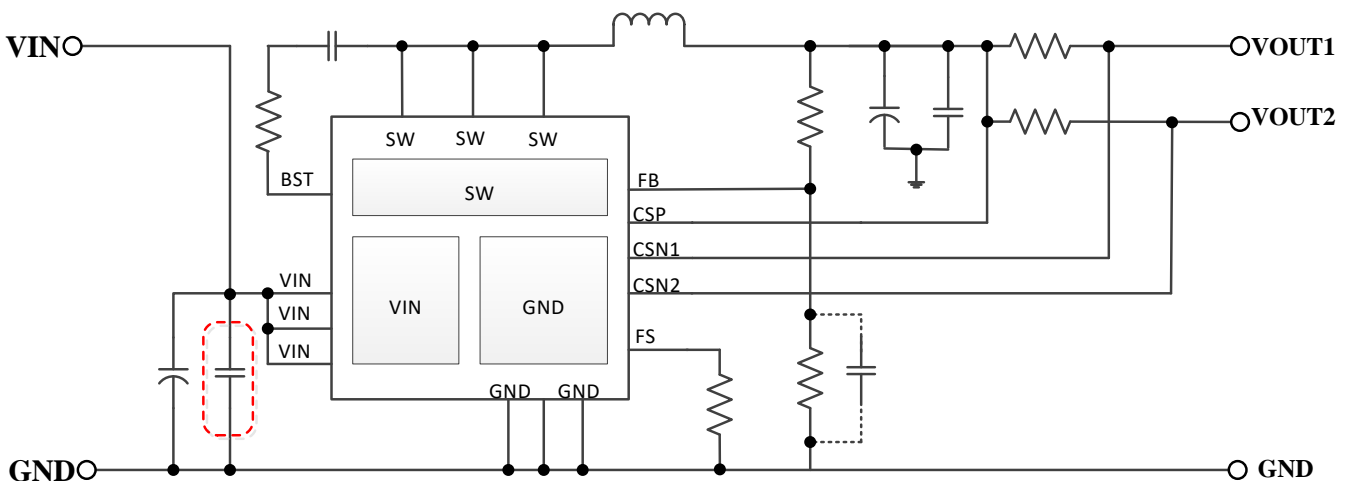 VIN
VOUT1
VOUT2
SW
SW
SW
BST
SW
FB
CSP
CSN1
VIN
CSN2
VIN
VIN
GND
FS
VIN
GND
GND
GND
GND